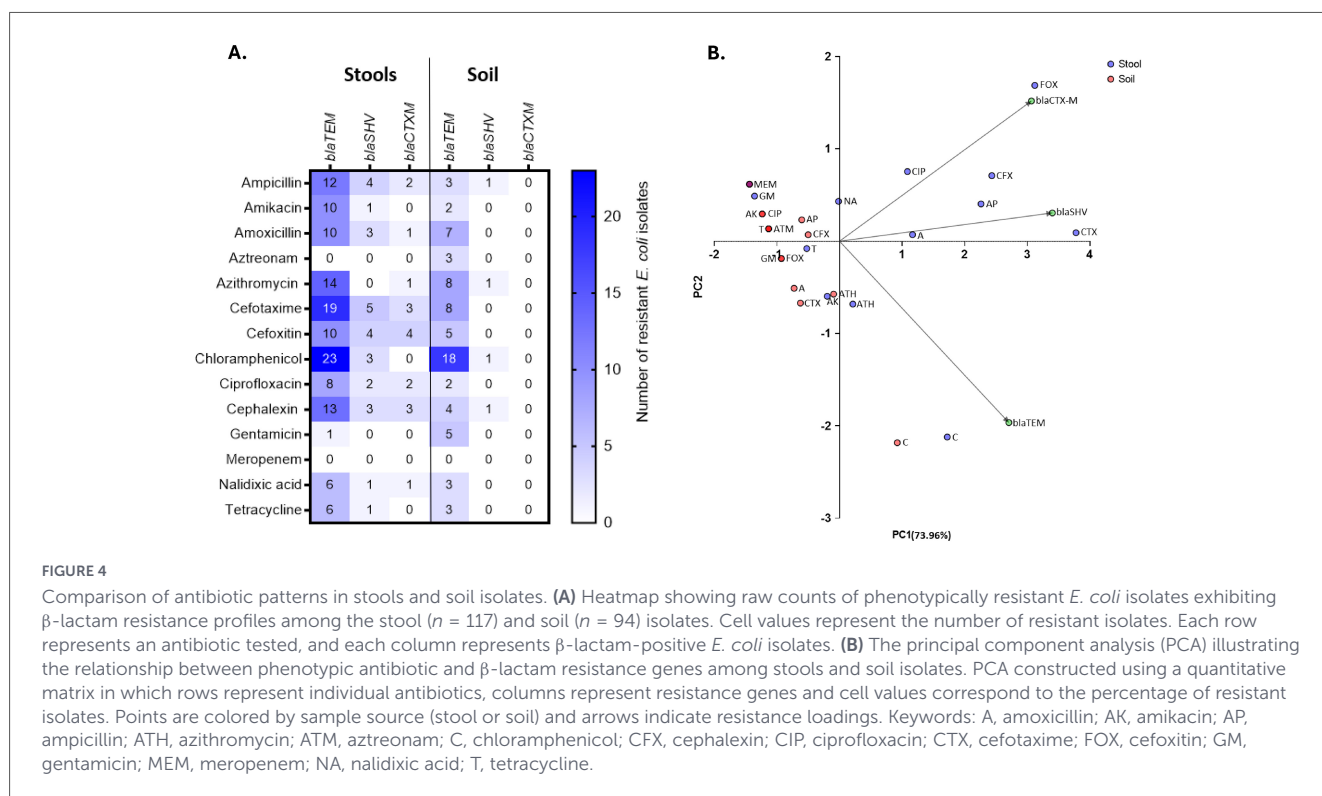 A.
Stools Soil
blaTEM blaSHV blaCTXM blaTEM blaSHV blaCTXM
Ampicillin 12 4 2 3 1 0
Amikacin 10 1 0 2 0 0
Amoxicillin 10 3 1 7 0 0
Aztreonam 0 0 0 3 0 0
Azithromycin 14 0 1 8 1 0
Cefotaxime 19 5 3 8 0 0
Cefoxitin 10 4 4 5 0 0
Chloramphenicol 23 3 0 18 1 0
Ciprofloxacin 8 2 2 2 0 0
Cephalexin 13 3 3 4 1 0
Gentamicin 1 0 0 5 0 0
Meropenem 0 0 0 0 0 0
Nalidixic acid 6 1 1 3 0 0
Tetracycline 6 1 0 3 0 0
20
15
10
5
0
Number of resistant E. coli isolates
B.
2
1
-1
-2
-3
-2 -1 1 2 3 4
PC2
PC1(73.96%)
Stool
Soil
FOX
blaCTX-M
CIP
CFX
MEM
GM
AP
NA
blaSHV
AK CIP
AP
T ATM
CFX
A
CTX
T
GM FOX
A
ATH
CTX
AK
ATH
blaTEM
C
C
FIGURE 4
Comparison of antibiotic patterns in stools and soil isolates. (A) Heatmap showing raw counts of phenotypically resistant E. coli isolates exhibiting
β-lactam resistance profiles among the stool (n = 117) and soil (n = 94) isolates. Cell values represent the number of resistant isolates. Each row
represents an antibiotic tested, and each column represents β-lactam-positive E. coli isolates. (B) The principal component analysis (PCA) illustrating
the relationship between phenotypic antibiotic and β-lactam resistance genes among stools and soil isolates. PCA constructed using a quantitative
matrix in which rows represent individual antibiotics, columns represent resistance genes and cell values correspond to the percentage of resistant
isolates. Points are colored by sample source (stool or soil) and arrows indicate resistance loadings. Keywords: A, amoxicillin; AK, amikacin; AP,
ampicillin; ATH, azithromycin; ATM, aztreonam; C, chloramphenicol; CFX, cephalexin; CIP, ciprofloxacin; CTX, cefotaxime; FOX, cefoxitin; GM,
gentamicin; MEM, meropenem; NA, nalidixic acid; T, tetracycline.